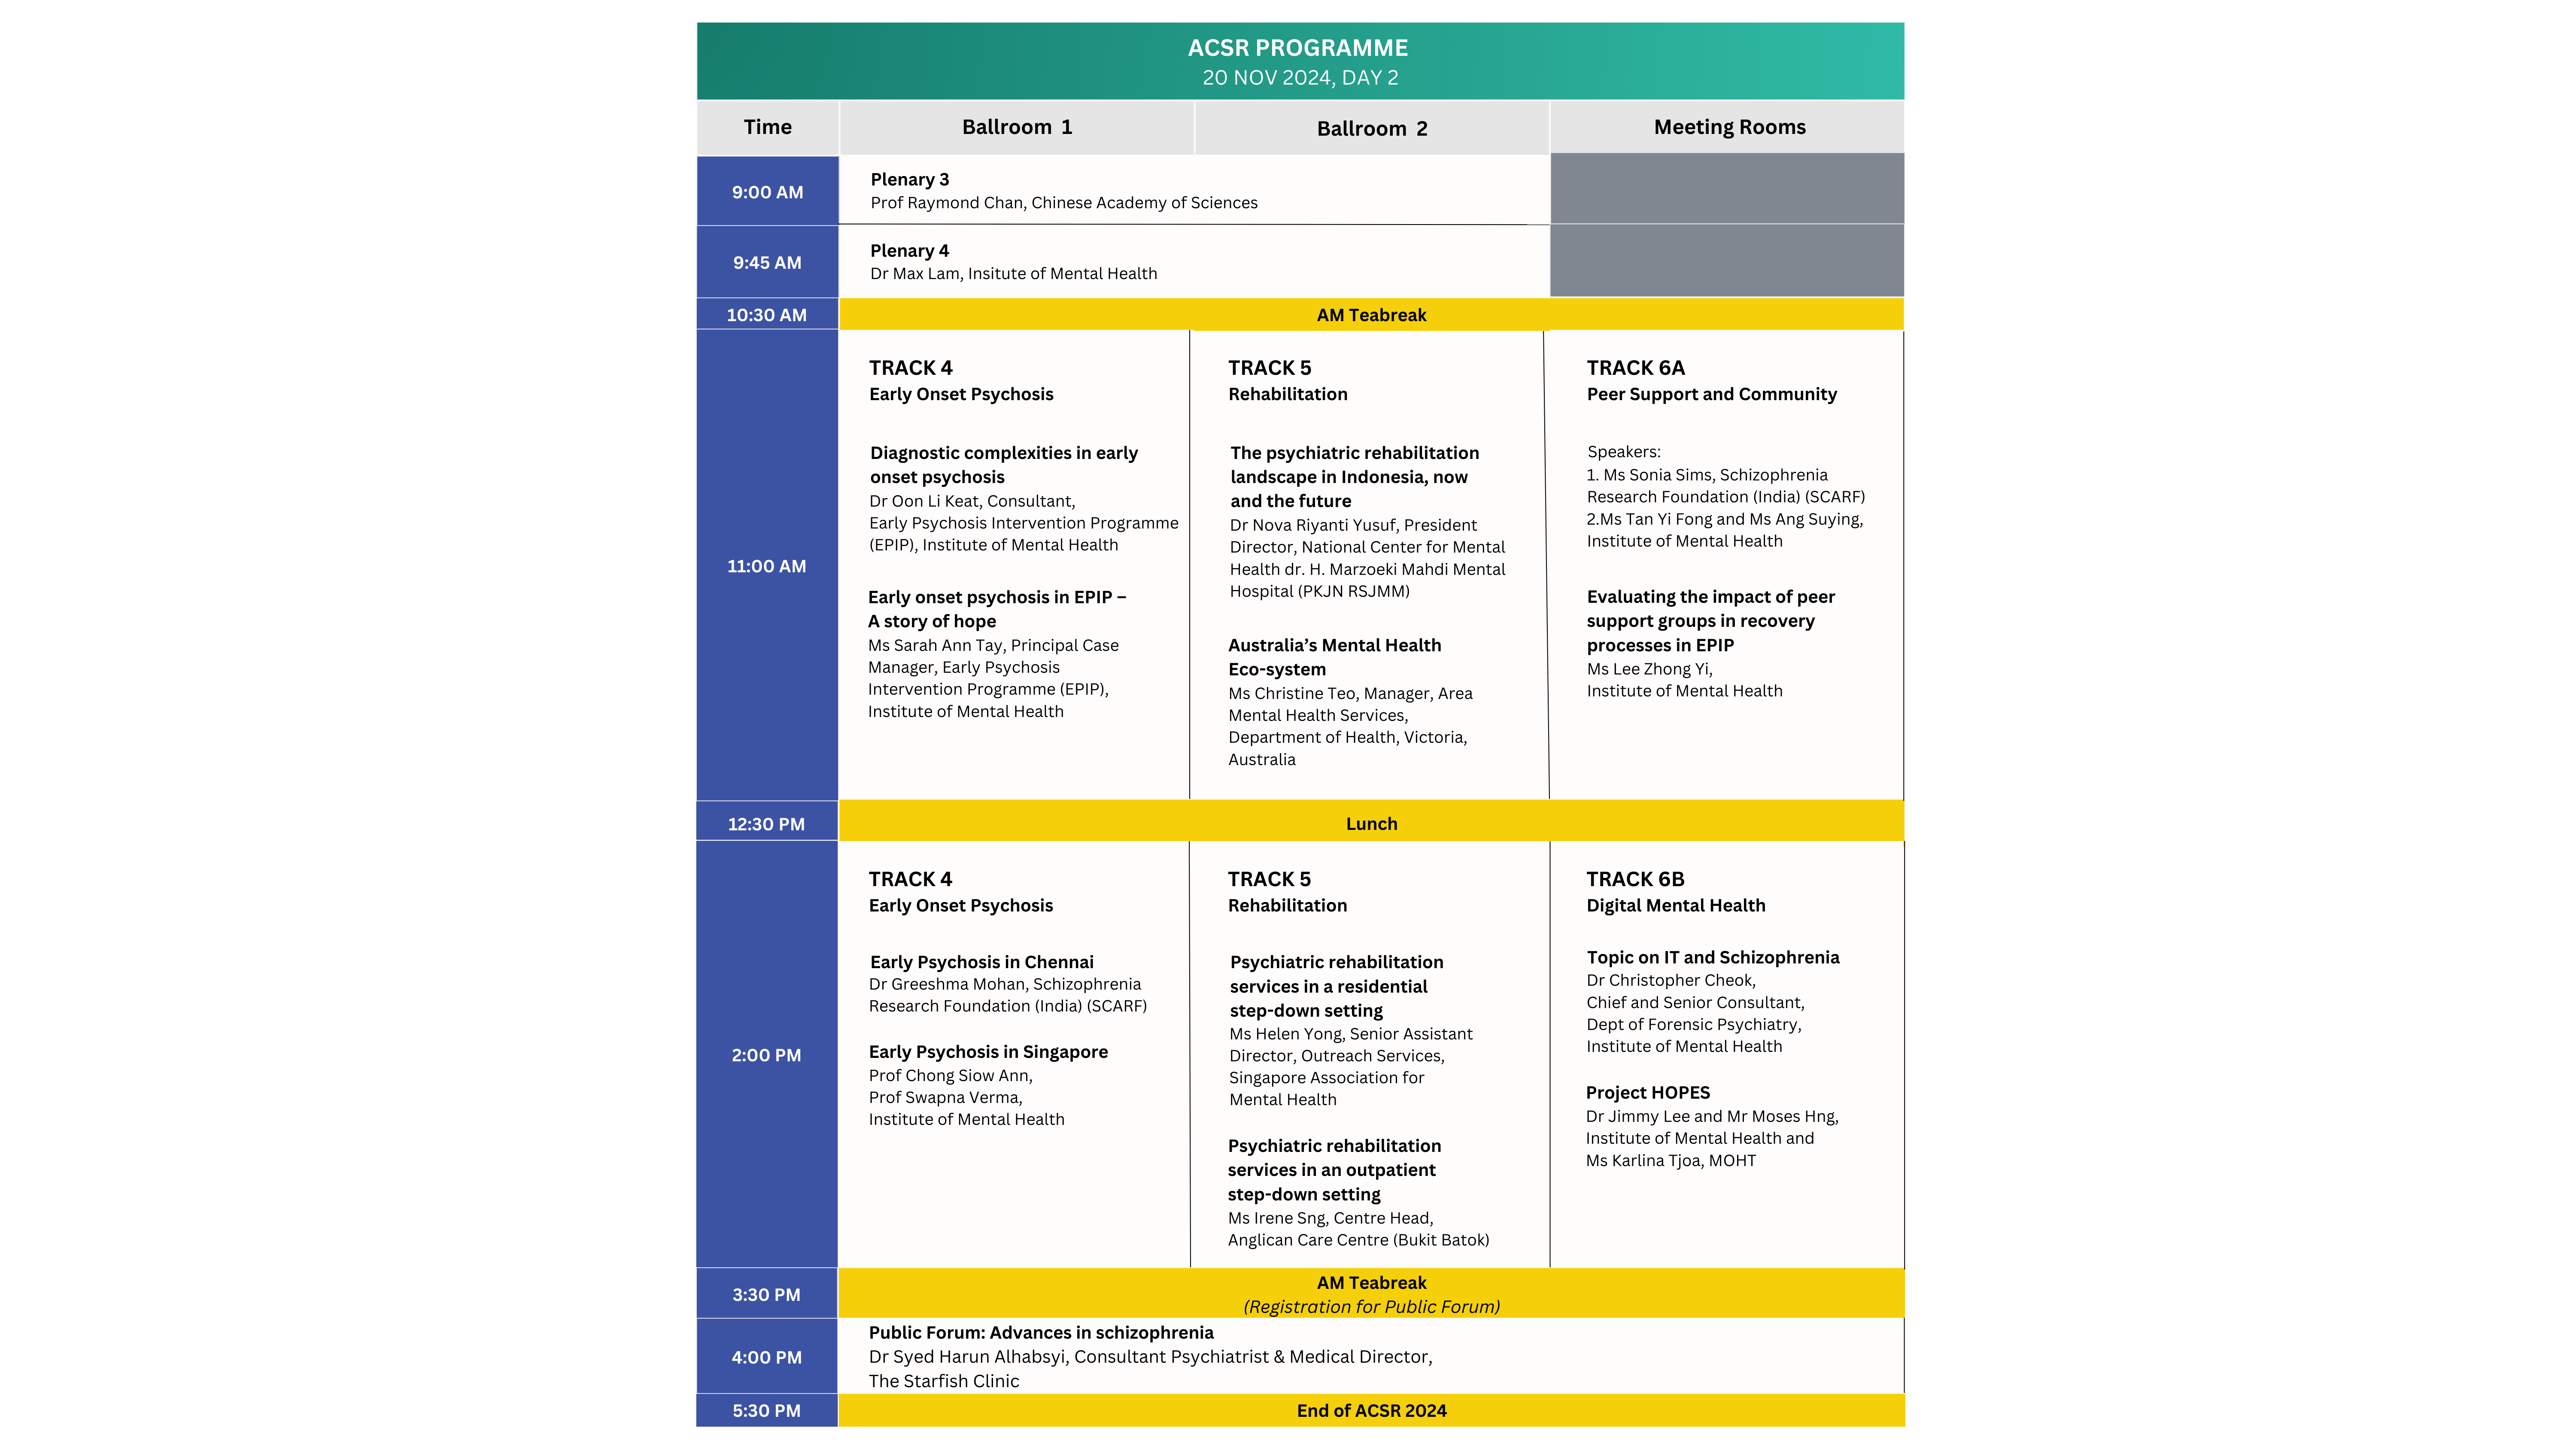 ACSR PROGRAMME
20 NOV 2024, DAY 2
Time
Ballroom 1
Ballroom 2
Meeting Rooms
9:00 AM
Plenary 3
Prof Raymond Chan, Chinese Academy of Sciences
9:45 AM
Plenary 4
Dr Max Lam, Insitute of Mental Health
10:30 AM
AM Teabreak
11:00 AM
TRACK 4
Early Onset Psychosis
Diagnostic complexities in early
onset psychosis
Dr Oon Li Keat, Consultant,
Early Psychosis Intervention Programme
(EPIP), Institute of Mental Health
Early onset psychosis in EPIP –
A story of hope
Ms Sarah Ann Tay, Principal Case
Manager, Early Psychosis
Intervention Programme (EPIP),
Institute of Mental Health
TRACK 5
Rehabilitation
The psychiatric rehabilitation
landscape in Indonesia, now
and the future
Dr Nova Riyanti Yusuf, President
Director, National Center for Mental
Health dr. H. Marzoeki Mahdi Mental
Hospital (PKJN RSJMM)
Australia’s Mental Health
Eco-system
Ms Christine Teo, Manager, Area
Mental Health Services,
Department of Health, Victoria,
Australia
TRACK 6A
Peer Support and Community
Speakers:
1. Ms Sonia Sims, Schizophrenia
Research Foundation (India) (SCARF)
2.Ms Tan Yi Fong and Ms Ang Suying,
Institute of Mental Health
Evaluating the impact of peer
support groups in recovery
processes in EPIP
Ms Lee Zhong Yi,
Institute of Mental Health
12:30 PM
Lunch
2:00 PM
TRACK 4
Early Onset Psychosis
Early Psychosis in Chennai
Dr Greeshma Mohan, Schizophrenia
Research Foundation (India) (SCARF)
Early Psychosis in Singapore
Prof Chong Siow Ann,
Prof Swapna Verma,
Institute of Mental Health
TRACK 5
Rehabilitation
Psychiatric rehabilitation
services in a residential
step-down setting
Ms Helen Yong, Senior Assistant
Director, Outreach Services,
Singapore Association for
Mental Health
Psychiatric rehabilitation
services in an outpatient
step-down setting
Ms Irene Sng, Centre Head,
Anglican Care Centre (Bukit Batok)
TRACK 6B
Digital Mental Health
Topic on IT and Schizophrenia
Dr Christopher Cheok,
Chief and Senior Consultant,
Dept of Forensic Psychiatry,
Institute of Mental Health
Project HOPES
Dr Jimmy Lee and Mr Moses Hng,
Institute of Mental Health and
Ms Karlina Tjoa, MOHT
3:30 PM
AM Teabreak
(Registration for Public Forum)
4:00 PM
Public Forum: Advances in schizophrenia
Dr Syed Harun Alhabsyi, Consultant Psychiatrist & Medical Director,
The Starfish Clinic
5:30 PM
End of ACSR 2024